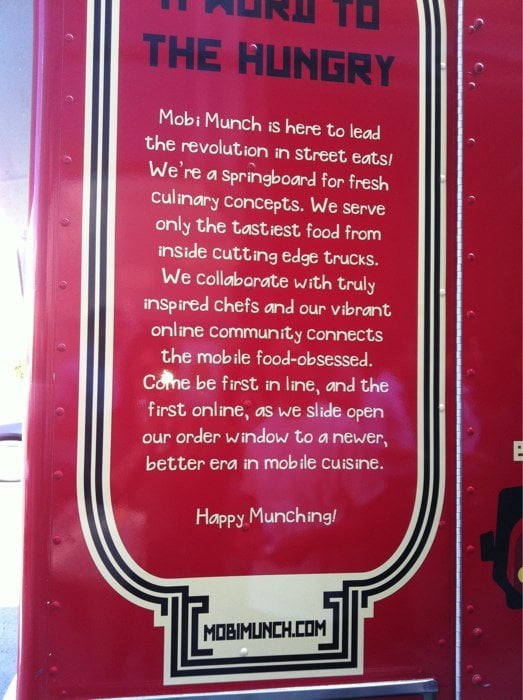 A WORD TO
THE HUNGRY
Mobi Munch is here to lead
the revolution in street eats!
We're a springboard for fresh
culinary concepts. We serve
only the tastiest food from
inside cutting edge trucks.
We collaborate with truly
inspired chefs and our vibrant
online community connects
the mobile food-obsessed.
Come be first in line, and the
first online, as we slide open
our order window to a newer,
better era in mobile cuisine.
Happy Munching!
MOBIMUNCH.COM